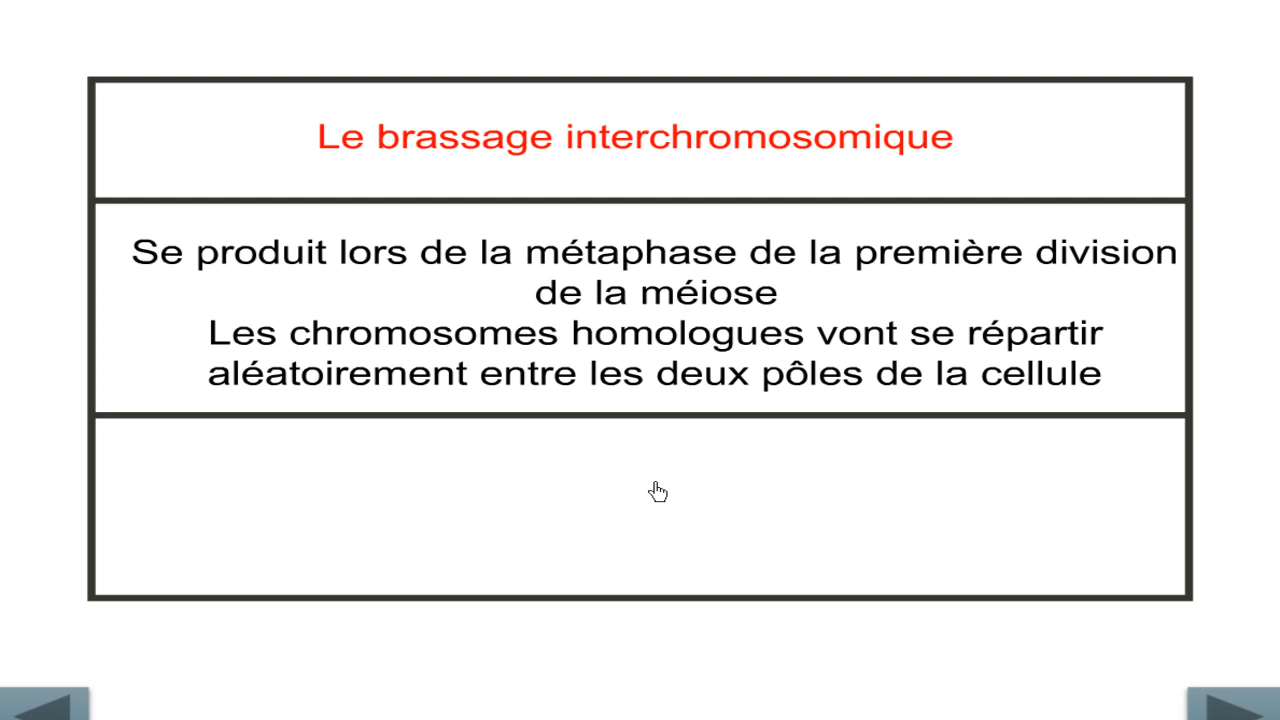 Le brassage interchromosomique
Se produit lors de la métaphase de la première division
de la méiose
Les chromosomes homologues vont se répartir
aléatoirement entre les deux pôles de la cellule